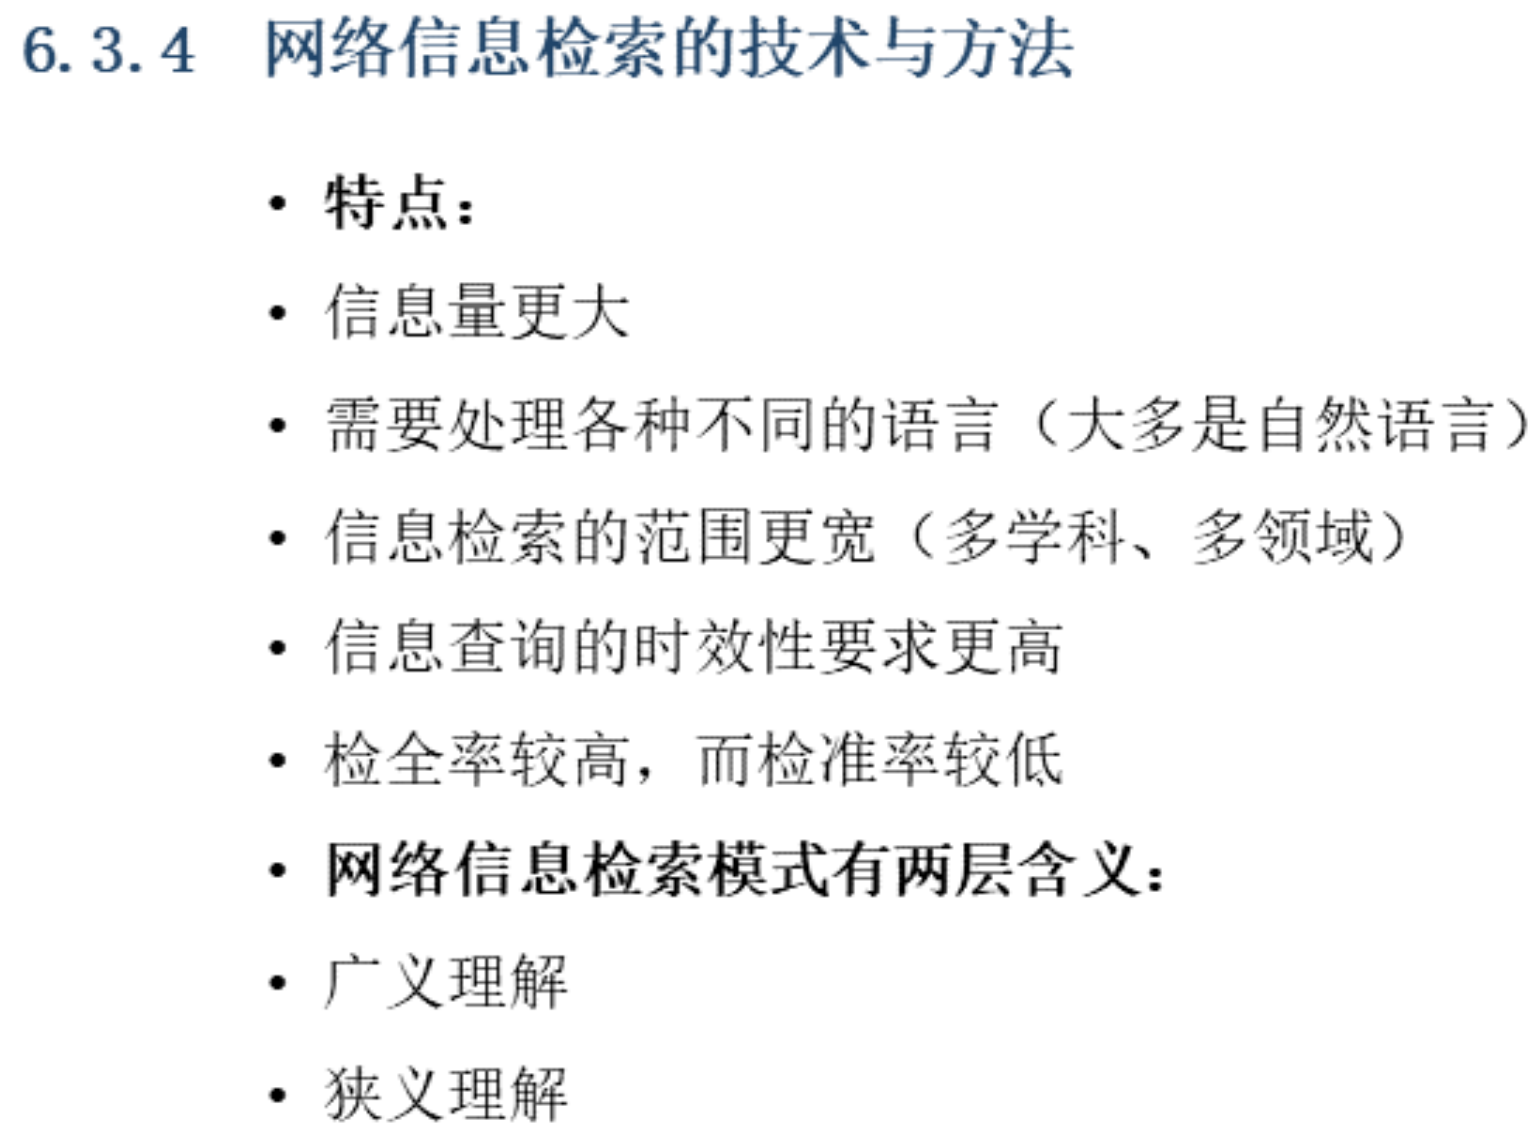 6.3.4 网络信息检索的技术与方法
• 特点：
• 信息量更大
• 需要处理各种不同的语言（大多是自然语言）
• 信息检索的范围更宽（多学科、多领域）
• 信息查询的时效性要求更高
• 检全率较高，而检准率较低
• 网络信息检索模式有两层含义：
• 广义理解
• 狭义理解